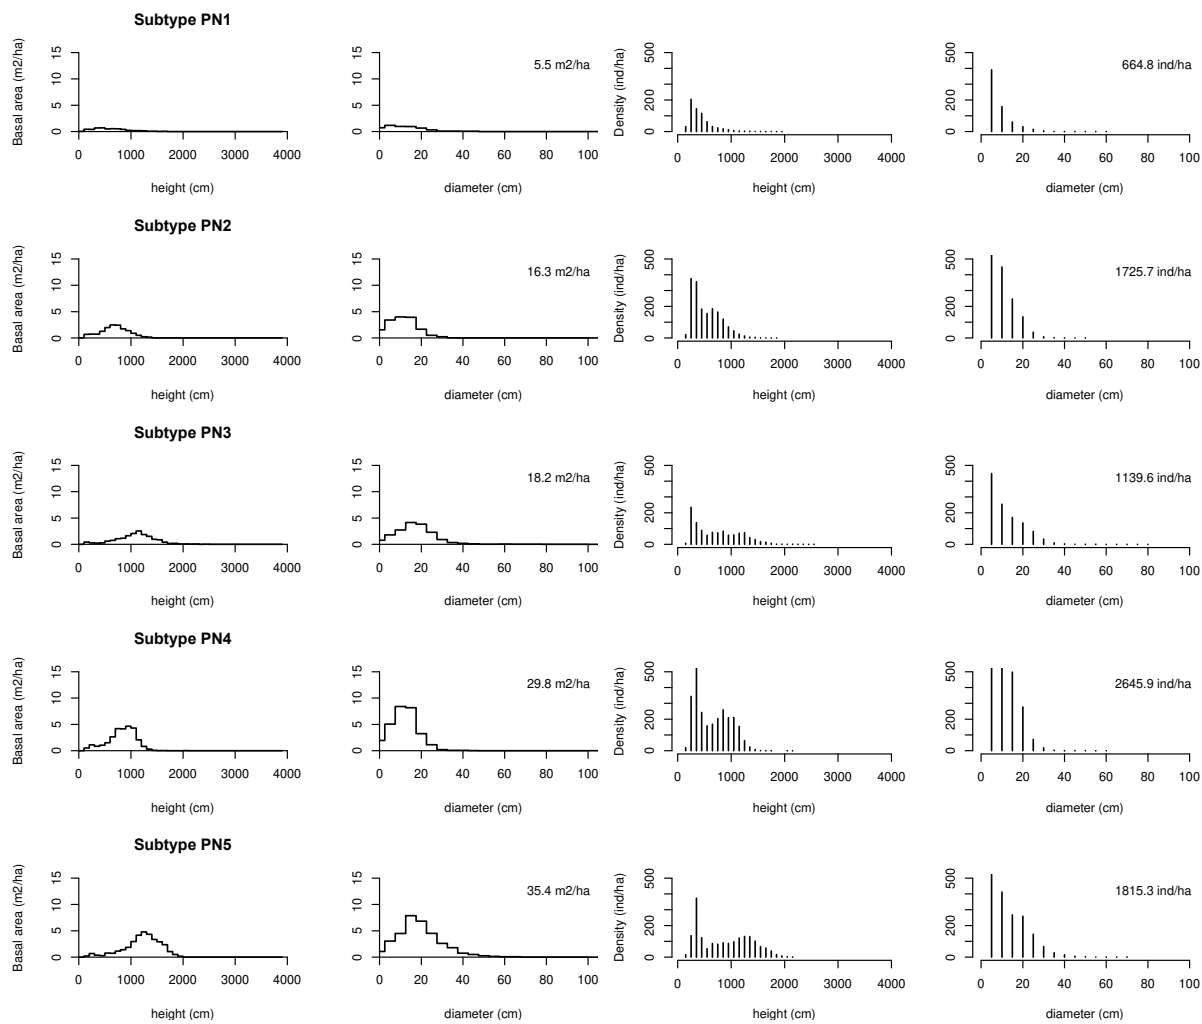 Subtype PN1
Basal area (m2/ha)
0 5 10 15
0 1000 2000 3000 4000
height (cm)
5.5 m2/ha
0 5 10 15
0 20 40 60 80 100
diameter (cm)
Density (ind/ha)
0 200 500
0 1000 2000 3000 4000
height (cm)
664.8 ind/ha
0 200 500
0 20 40 60 80 100
diameter (cm)
Subtype PN2
Basal area (m2/ha)
0 5 10 15
0 1000 2000 3000 4000
height (cm)
16.3 m2/ha
0 5 10 15
0 20 40 60 80 100
diameter (cm)
Density (ind/ha)
0 200 500
0 1000 2000 3000 4000
height (cm)
1725.7 ind/ha
0 200 500
0 20 40 60 80 100
diameter (cm)
Subtype PN3
Basal area (m2/ha)
0 5 10 15
0 1000 2000 3000 4000
height (cm)
18.2 m2/ha
0 5 10 15
0 20 40 60 80 100
diameter (cm)
Density (ind/ha)
0 200 500
0 1000 2000 3000 4000
height (cm)
1139.6 ind/ha
0 200 500
0 20 40 60 80 100
diameter (cm)
Subtype PN4
Basal area (m2/ha)
0 5 10 15
0 1000 2000 3000 4000
height (cm)
29.8 m2/ha
0 5 10 15
0 20 40 60 80 100
diameter (cm)
Density (ind/ha)
0 200 500
0 1000 2000 3000 4000
height (cm)
2645.9 ind/ha
0 200 500
0 20 40 60 80 100
diameter (cm)
Subtype PN5
Basal area (m2/ha)
0 5 10 15
0 1000 2000 3000 4000
height (cm)
35.4 m2/ha
0 5 10 15
0 20 40 60 80 100
diameter (cm)
Density (ind/ha)
0 200 500
0 1000 2000 3000 4000
height (cm)
1815.3 ind/ha
0 200 500
0 20 40 60 80 100
diameter (cm)